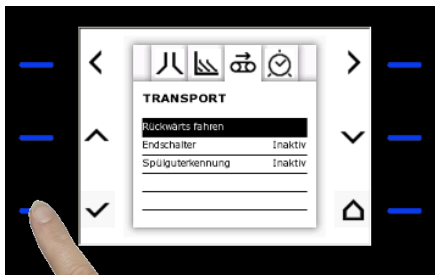 TRANSPORT
Rückwärts fahren
Endschalter Inaktiv
Spülguterkennung Inaktiv